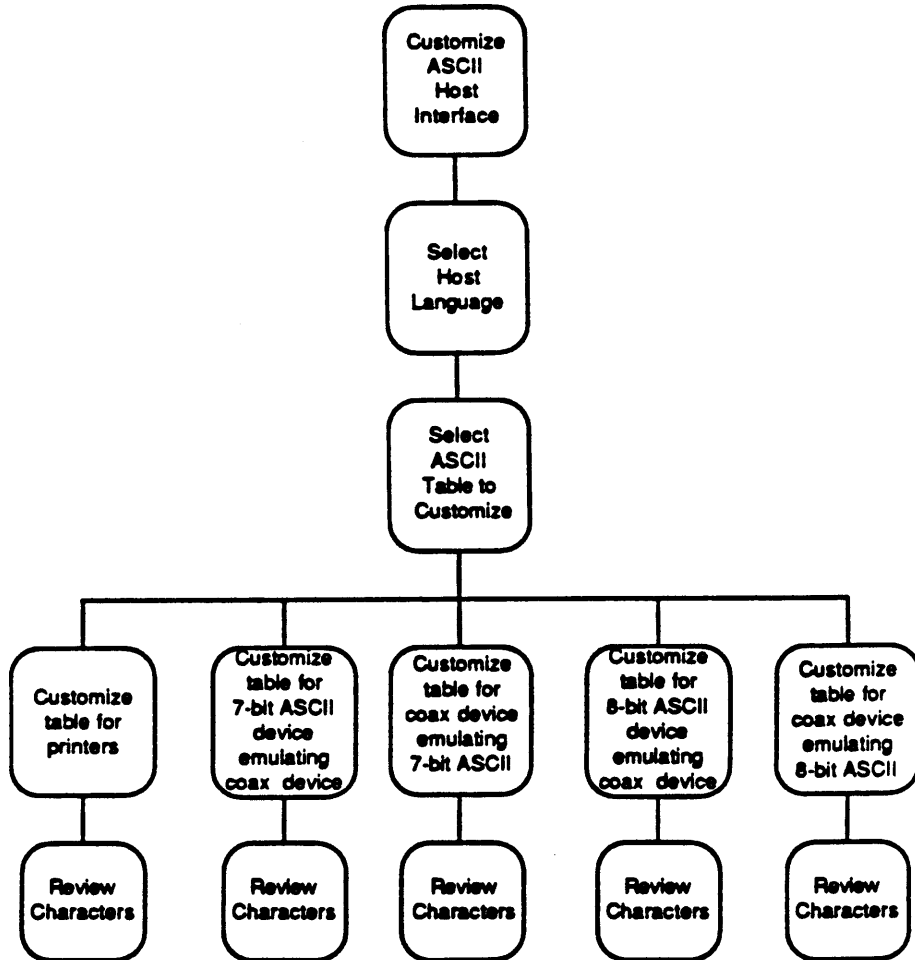 Customize
ASCII
Host
Interface
Select
Host
Language
Select
ASCII
Table to
Customize
Customize
table for
printers
Customize
table for
7-bit ASCII
device
emulating
coax device
Customize
table for
coax device
emulating
7-bit ASCII
Customize
table for
8-bit ASCII
device
emulating
coax device
Customize
table for
coax device
emulating
8-bit ASCII
Review
Characters
Review
Characters
Review
Characters
Review
Characters
Review
Characters